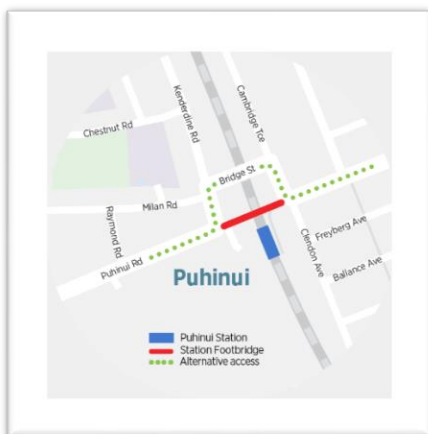 Chestnut Rd
Kenderdine Rd
Cambridge Tce
Bridge St
Milan Rd
Raymond Rd
Puhinui Rd
Clendon Ave
Freyberg Ave
Ballance Ave
Puhinui
Puhinui Station
Station Footbridge
Alternative access